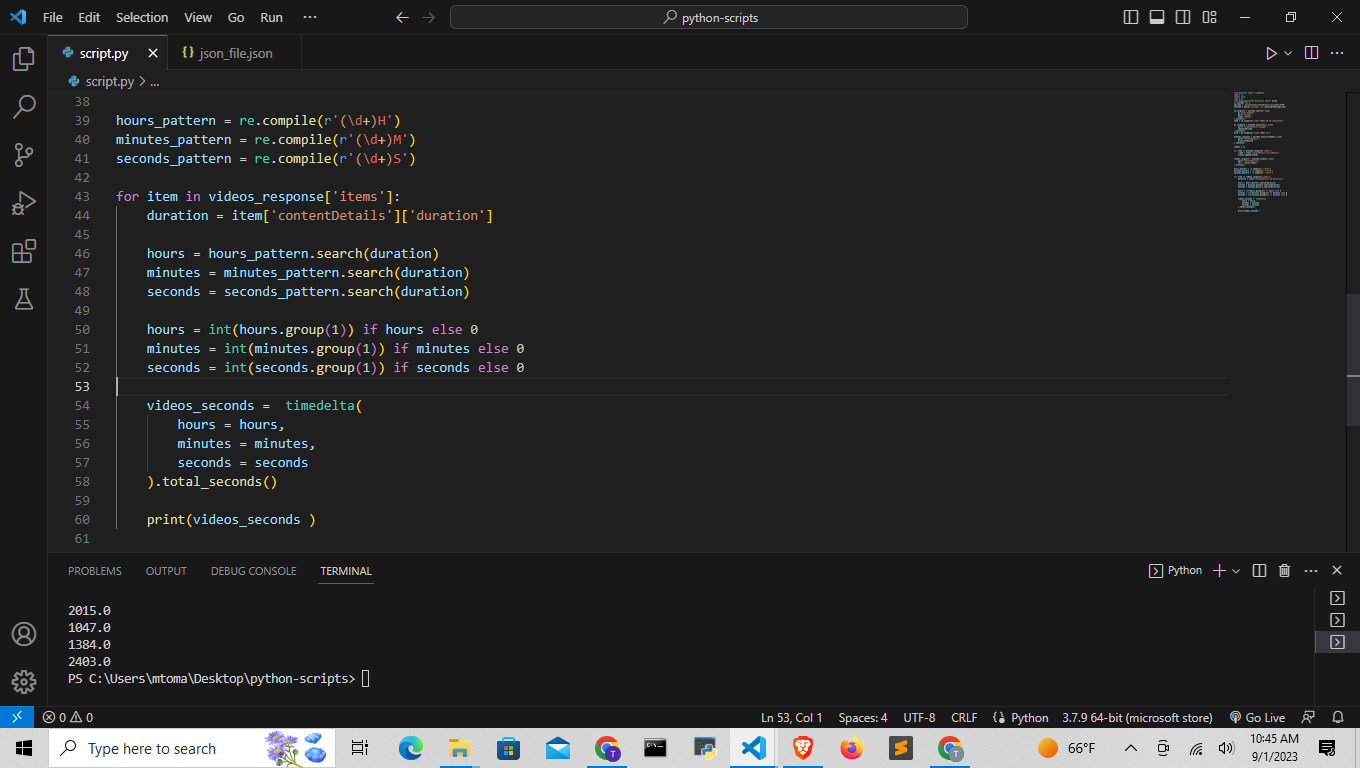 File Edit Selection View Go Run ···
python-scripts
script.py
{} json_file.json
script.py > ...
38
39 hours_pattern = re.compile(r'(\d+)H')
40 minutes_pattern = re.compile(r'(\d+)M')
41 seconds_pattern = re.compile(r'(\d+)S')
42
43 for item in videos_response['items']:
44 duration = item['contentDetails']['duration']
45
46 hours = hours_pattern.search(duration)
47 minutes = minutes_pattern.search(duration)
48 seconds = seconds_pattern.search(duration)
49
50 hours = int(hours.group(1)) if hours else 0
51 minutes = int(minutes.group(1)) if minutes else 0
52 seconds = int(seconds.group(1)) if seconds else 0
53
54 videos_seconds =  timedelta(
55 hours = hours,
56 minutes = minutes,
57 seconds = seconds
58 ).total_seconds()
59
60 print(videos_seconds )
61
PROBLEMS OUTPUT DEBUG CONSOLE TERMINAL
Python
2015.0
1047.0
1384.0
2403.0
PS C:\Users\mtoma\Desktop\python-scripts>
0 0
Ln 53, Col 1 Spaces: 4 UTF-8 CRLF Python 3.7.9 64-bit (microsoft store) Go Live
Type here to search
66°F
10:45 AM
9/1/2023